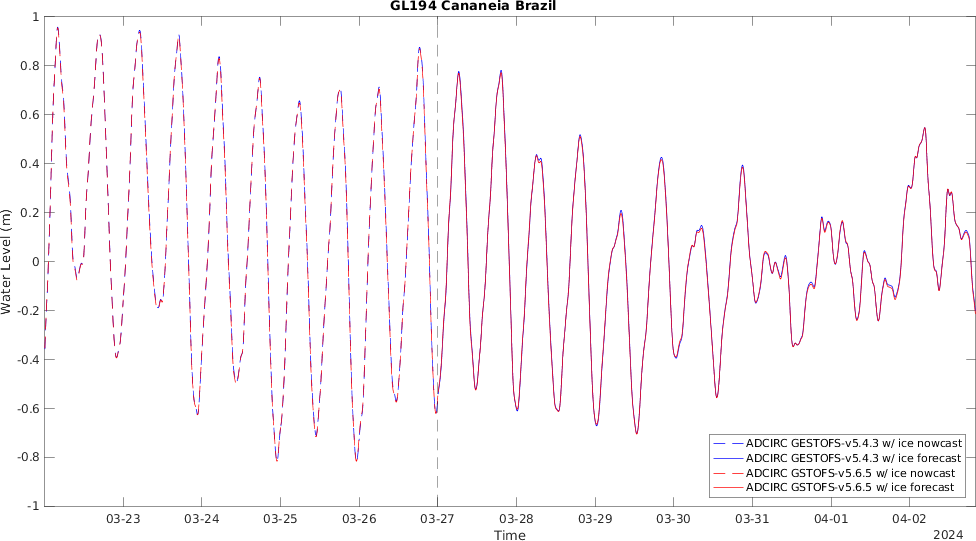 GL194 Cananeia Brazil
Water Level (m)
1
0.8
0.6
0.4
0.2
0
-0.2
-0.4
-0.6
-0.8
-1
ADCIRC GESTOFS-v5.4.3 w/ ice nowcast
ADCIRC GESTOFS-v5.4.3 w/ ice forecast
ADCIRC GSTOFS-v5.6.5 w/ ice nowcast
ADCIRC GSTOFS-v5.6.5 w/ ice forecast
03-23 03-24 03-25 03-26 03-27 03-28 03-29 03-30 03-31 04-01 04-02
Time
2024